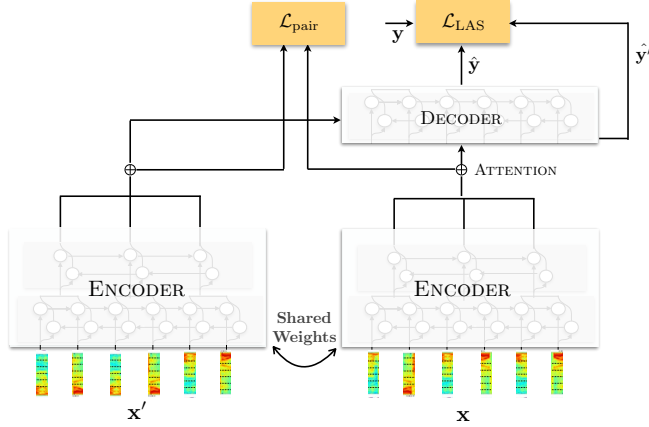 ℒpair
ℒLAS
y
ŷ
ŷ′
DECODER
ATTENTION
ENCODER
ENCODER
Shared
Weights
x′
x